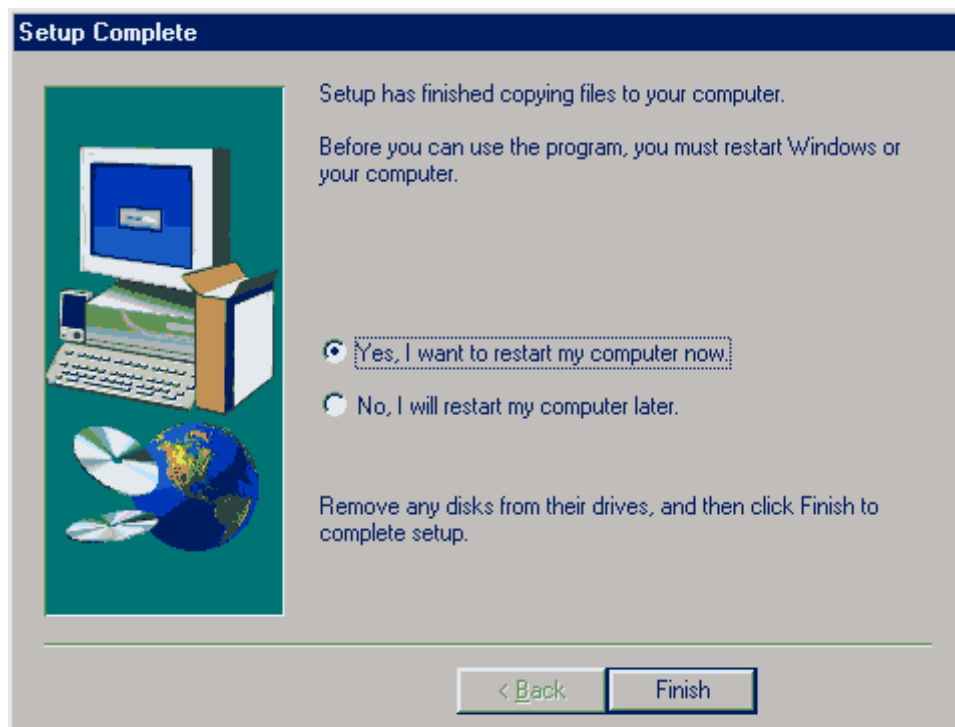 Setup Complete
Setup has finished copying files to your computer.
Before you can use the program, you must restart Windows or
your computer.
Yes, I want to restart my computer now.
No, I will restart my computer later.
Remove any disks from their drives, and then click Finish to
complete setup.
< Back
Finish